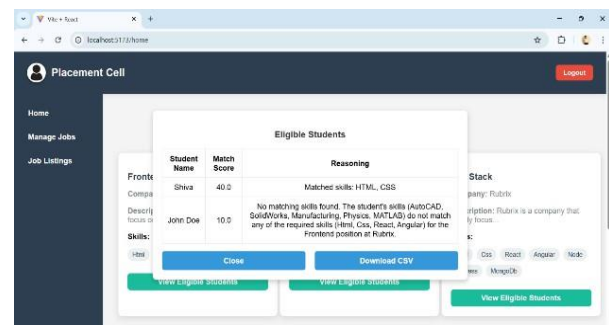 Vite + React
localhost:5173/home
Placement Cell
Logout
Home
Manage Jobs
Job Listings
Eligible Students
Student Name
Match Score
Reasoning
Shiva
40.0
Matched skills: HTML, CSS
John Doe
10.0
No matching skills found. The student's skills (AutoCAD,
SolidWorks, Manufacturing, Physics, MATLAB) do not match
any of the required skills (Html, Css, React, Angular) for the
Frontend position at Rubrix.
Close
Download CSV
Fronte
Compa
Descrip
focus o
Skills:
Html
View Eligible Students
View Eligible Students
Stack
pany: Rubrix
ription: Rubrix is a company that
ly focus.
s:
Css
React
Angular
Node
MongoDb
View Eligible Students